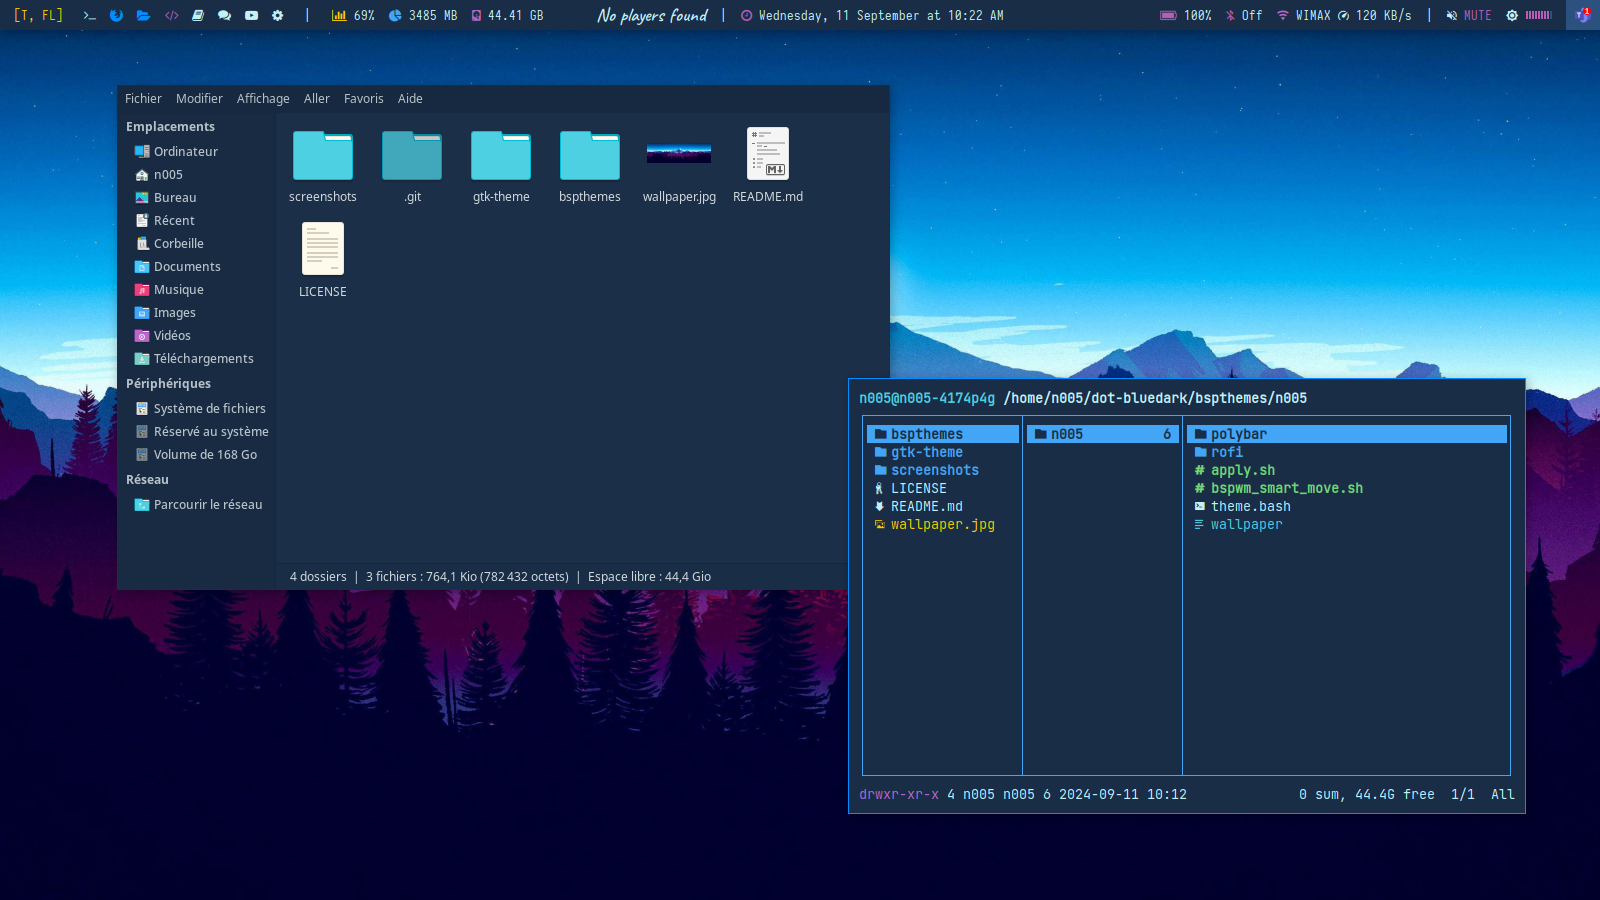 [T, FL] 69% 3485 MB 44.41 GB No players found Wednesday, 11 September at 10:22 AM 100% Off WIMAX 120 KB/s MUTE 1
Fichier Modifier Affichage Aller Favoris Aide
Emplacements
Ordinateur
n005
Bureau
Récent
Corbeille
Documents
Musique
Images
Vidéos
Téléchargements
Périphériques
Système de fichiers
Réservé au système
Volume de 168 Go
Réseau
Parcourir le réseau
screenshots .git gtk-theme bspthemes wallpaper.jpg README.md
LICENSE
4 dossiers | 3 fichiers : 764,1 Kio (782 432 octets) | Espace libre : 44,4 Gio
n005@n005-4174p4g /home/n005/dot-bluedark/bspthemes/n005
bspthemes
gtk-theme
screenshots
LICENSE
README.md
wallpaper.jpg
n005 6
polybar
rofi
apply.sh
bspwm_smart_move.sh
theme.bash
wallpaper
drwxr-xr-x 4 n005 n005 6 2024-09-11 10:12 0 sum, 44.4G free 1/1 All